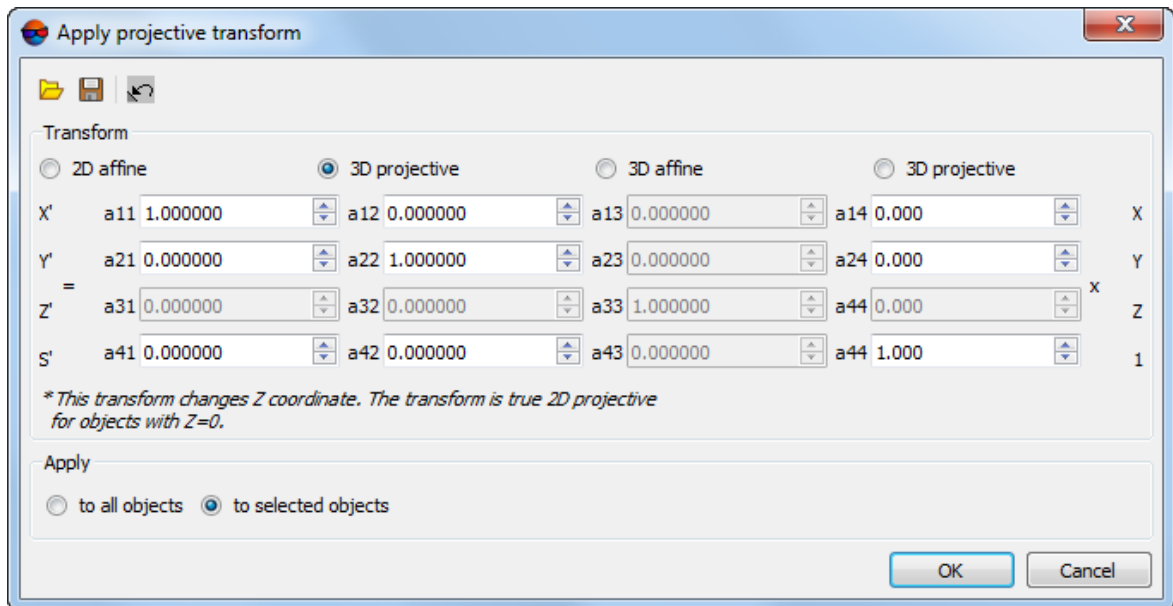 Apply projective transform
Transform
2D affine 3D projective 3D affine 3D projective
X' a11 1.000000 a12 0.000000 a13 0.000000 a14 0.000 X
Y' a21 0.000000 a22 1.000000 a23 0.000000 a24 0.000 Y
= x
Z' a31 0.000000 a32 0.000000 a33 1.000000 a44 0.000 Z
S' a41 0.000000 a42 0.000000 a43 0.000000 a44 1.000 1
* This transform changes Z coordinate. The transform is true 2D projective
for objects with Z=0.
Apply
to all objects to selected objects
OK Cancel